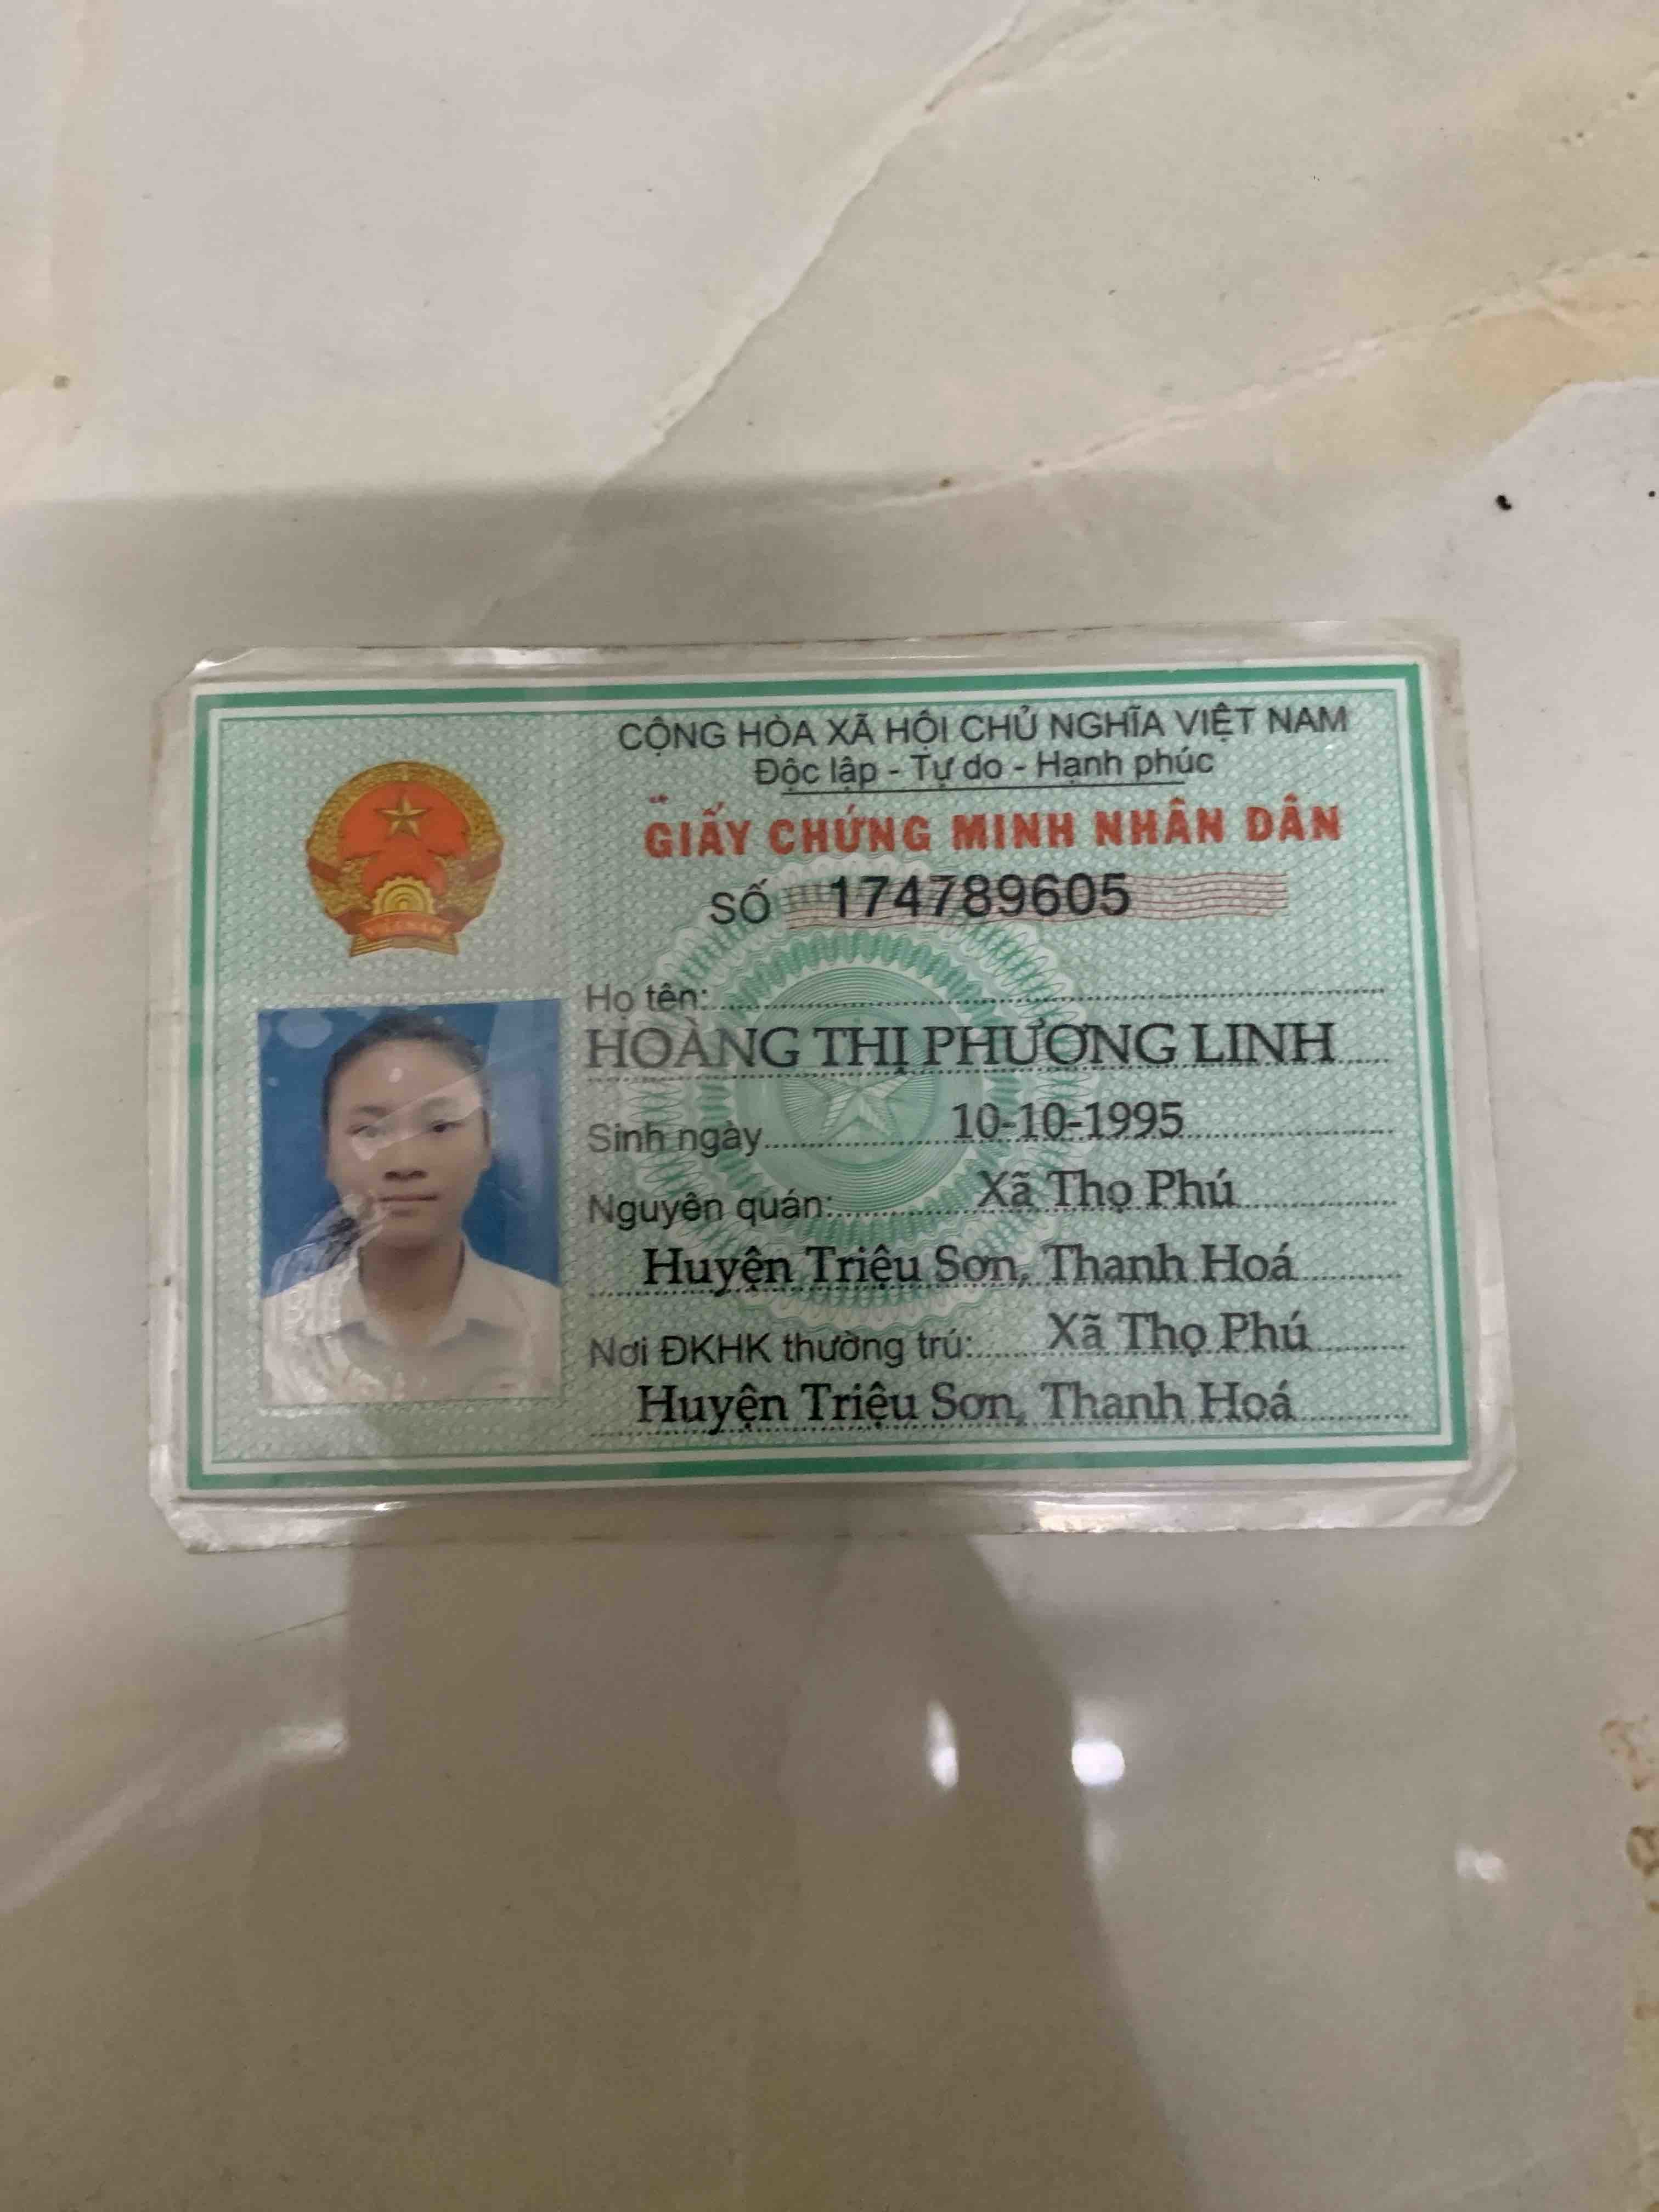 CỘNG HÒA XÃ HỘI CHỦ NGHĨA VIỆT NAM
Độc lập - Tự do - Hạnh phúc
GIẤY CHỨNG MINH NHÂN DÂN
SỐ 174789605
Họ tên:
HOÀNG THỊ PHƯƠNG LINH
Sinh ngày 10-10-1995
Nguyên quán: Xã Thọ Phú
Huyện Triệu Sơn, Thanh Hoá
Nơi ĐKHK thường trú: Xã Thọ Phú
Huyện Triệu Sơn, Thanh Hoá